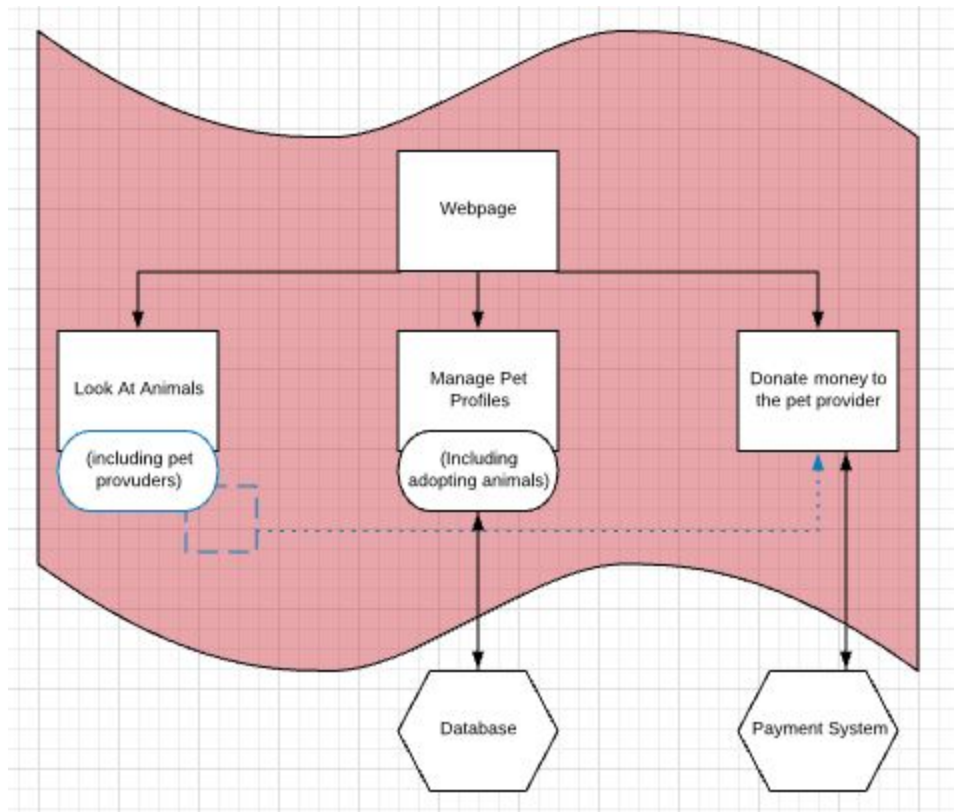 Webpage
Look At Animals
Manage Pet
Profiles
Donate money to
the pet provider
(including pet
provuders)
(Including
adopting animals)
Database
Payment System